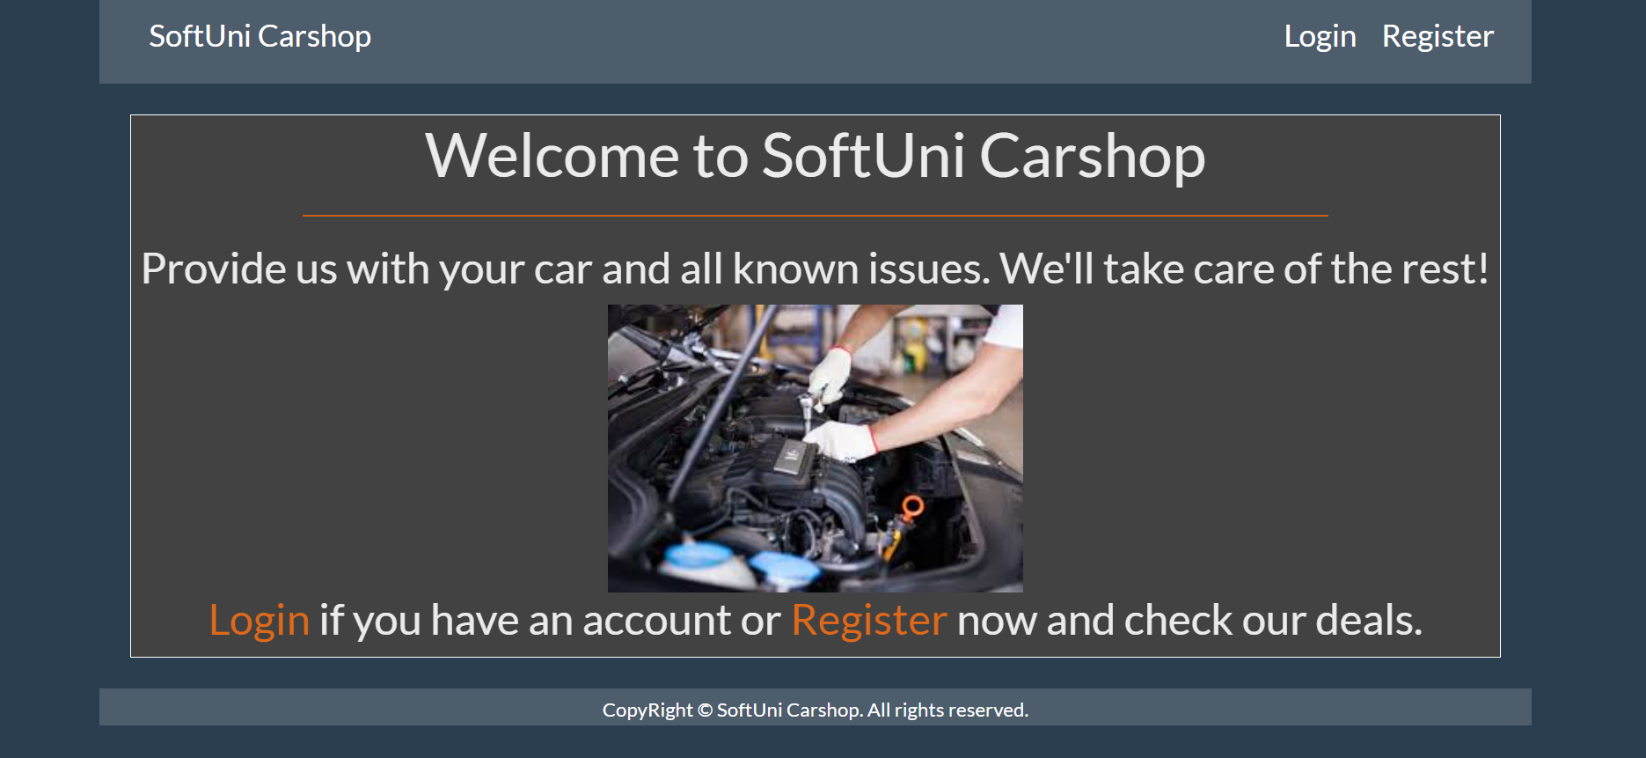 SoftUni Carshop
Login Register
Welcome to SoftUni Carshop
Provide us with your car and all known issues. We'll take care of the rest!
Login if you have an account or Register now and check our deals.
CopyRight © SoftUni Carshop. All rights reserved.